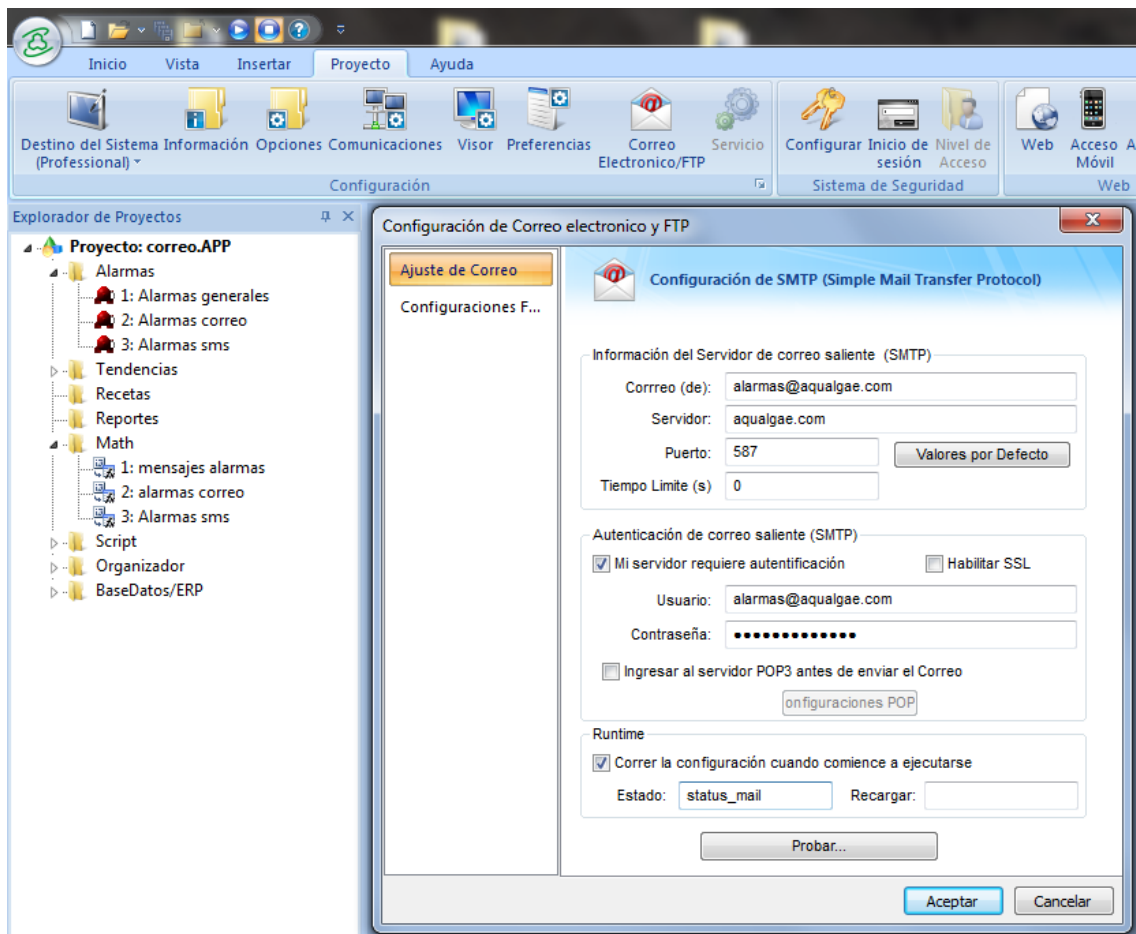 Inicio Vista Insertar Proyecto Ayuda
Destino del Sistema Información Opciones Comunicaciones Visor Preferencias Correo Servicio Configurar Inicio de Nivel de Web Acceso A
(Professional) Electronico/FTP sesión Acceso Móvil
Configuración Sistema de Seguridad Web
Explorador de Proyectos
Proyecto: correo.APP
Alarmas
1: Alarmas generales
2: Alarmas correo
3: Alarmas sms
Tendencias
Recetas
Reportes
Math
1: mensajes alarmas
2: alarmas correo
3: Alarmas sms
Script
Organizador
BaseDatos/ERP
Configuración de Correo electronico y FTP
Ajuste de Correo
Configuraciones F...
Configuración de SMTP (Simple Mail Transfer Protocol)
Información del Servidor de correo saliente (SMTP)
Corrreo (de): alarmas@aqualgae.com
Servidor: aqualgae.com
Puerto: 587 Valores por Defecto
Tiempo Limite (s) 0
Autenticación de correo saliente (SMTP)
Mi servidor requiere autentificación Habilitar SSL
Usuario: alarmas@aqualgae.com
Contraseña: •••••••••••••
Ingresar al servidor POP3 antes de enviar el Correo
onfiguraciones POP
Runtime
Correr la configuración cuando comience a ejecutarse
Estado: status_mail Recargar:
Probar...
Aceptar Cancelar